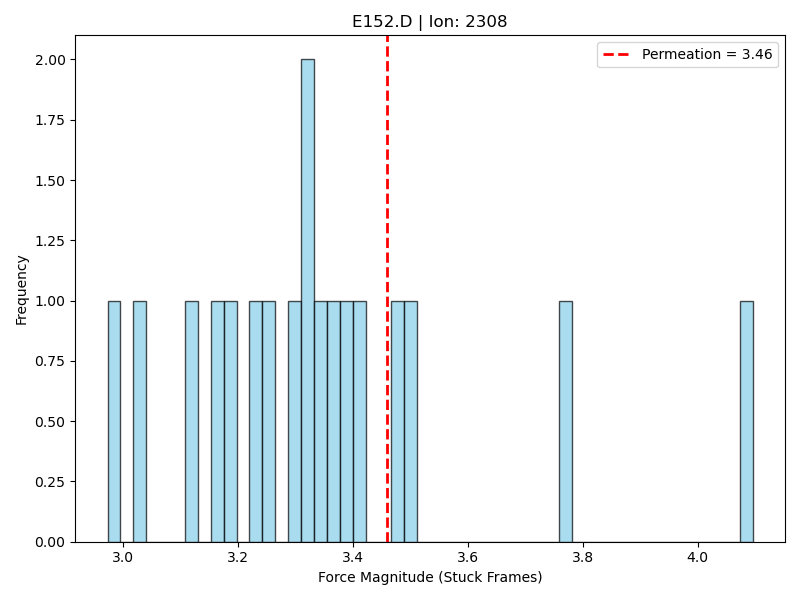 E152.D | Ion: 2308
Permeation = 3.46
2.00
1.75
1.50
1.25
1.00
0.75
0.50
0.25
0.00
Frequency
3.0 3.2 3.4 3.6 3.8 4.0
Force Magnitude (Stuck Frames)